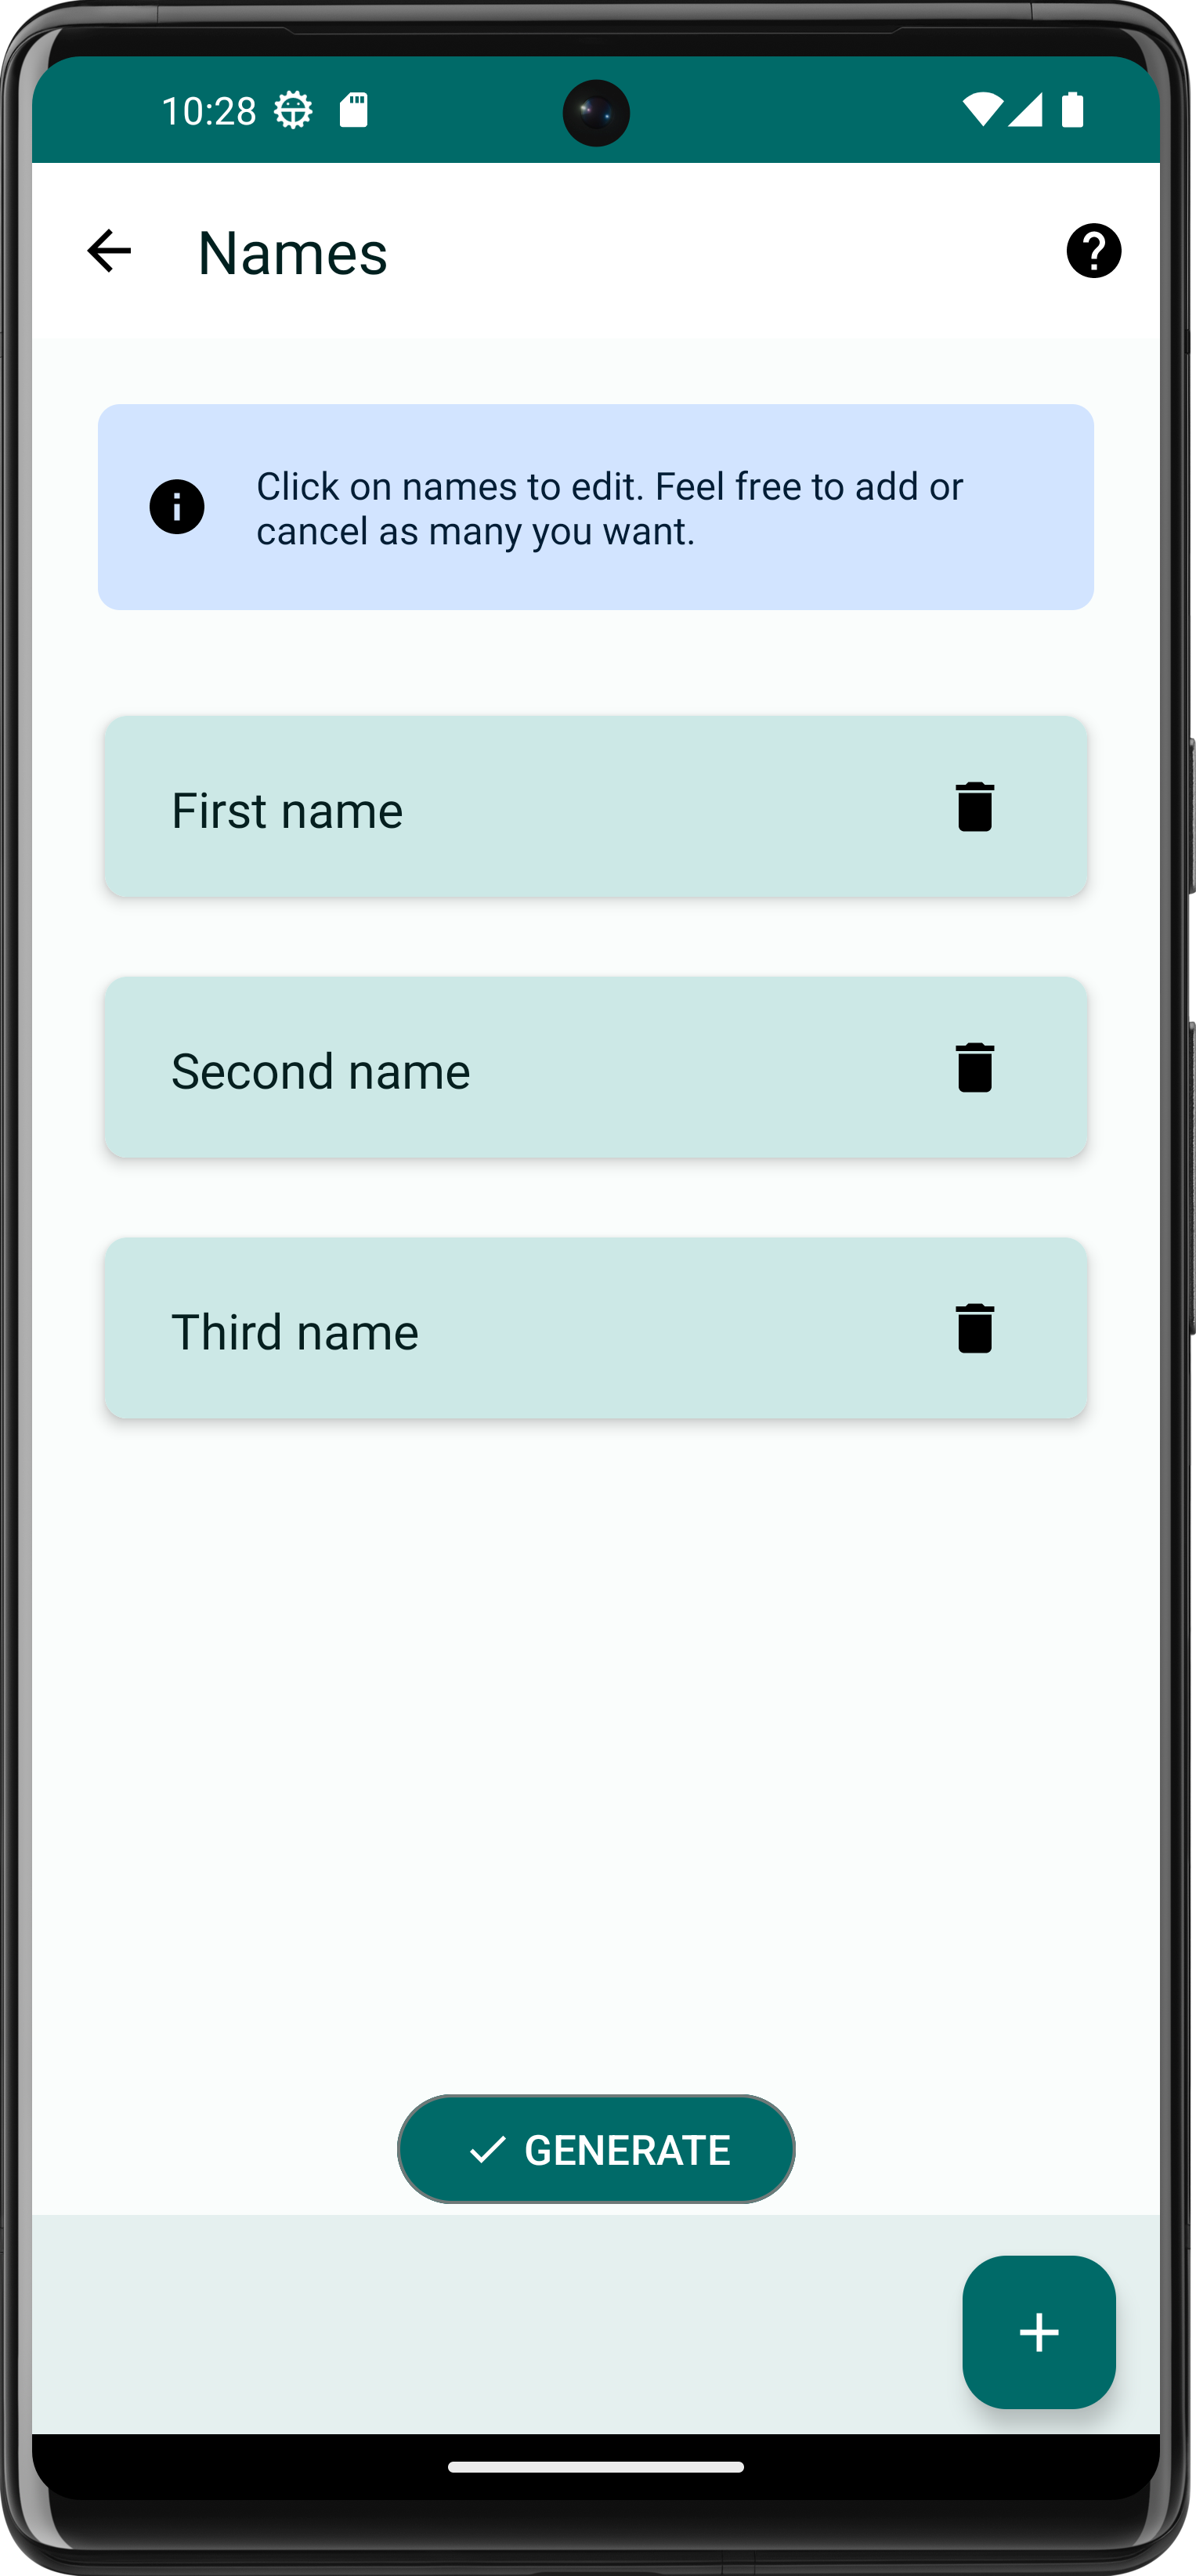 10:28
Names
Click on names to edit. Feel free to add or
cancel as many you want.
First name
Second name
Third name
GENERATE